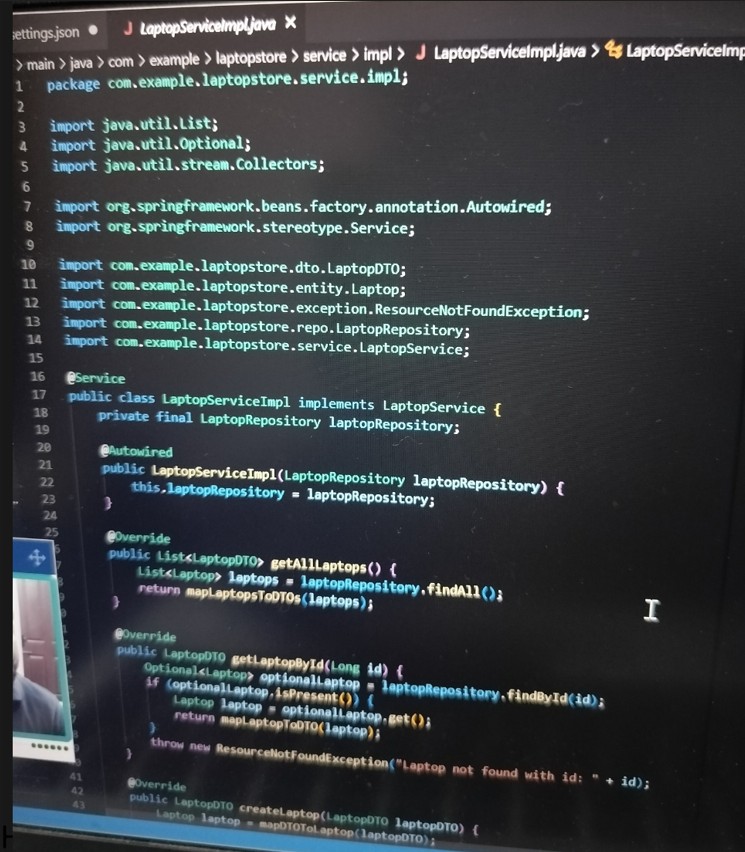 ettings.json ●
J LaptopServiceImpl.java ×
> main > java > com > example > laptopstore > service > impl > J LaptopServiceImpl.java > LaptopServiceImp
1 package com.example.laptopstore.service.impl;
2
3 import java.util.List;
4 import java.util.Optional;
5 import java.util.stream.Collectors;
6
7 import org.springframework.beans.factory.annotation.Autowired;
8 import org.springframework.stereotype.Service;
9
10 import com.example.laptopstore.dto.LaptopDTO;
11 import com.example.laptopstore.entity.Laptop;
12 import com.example.laptopstore.exception.ResourceNotFoundException;
13 import com.example.laptopstore.repo.LaptopRepository;
14 import com.example.laptopstore.service.LaptopService;
15
16 @Service
17 public class LaptopServiceImpl implements LaptopService {
18 private final LaptopRepository laptopRepository;
19
20 @Autowired
21 public LaptopServiceImpl(LaptopRepository laptopRepository) {
22 this.laptopRepository = laptopRepository;
23 }
24
25 @Override
public List<LaptopDTO> getAllLaptops() {
List<Laptop> laptops = laptopRepository.findAll();
return mapLaptopsToDTOs(laptops);
}
@Override
public LaptopDTO getLaptopById(Long id) {
Optional<Laptop> optionalLaptop = laptopRepository.findById(id);
if (optionalLaptop.isPresent()) {
Laptop laptop = optionalLaptop.get();
return mapLaptopToDTO(laptop);
}
throw new ResourceNotFoundException("Laptop not found with id: " + id);
}
41
42 @Override
43 public LaptopDTO createLaptop(LaptopDTO laptopDTO) {
Laptop laptop = mapDTOToLaptop(laptopDTO);